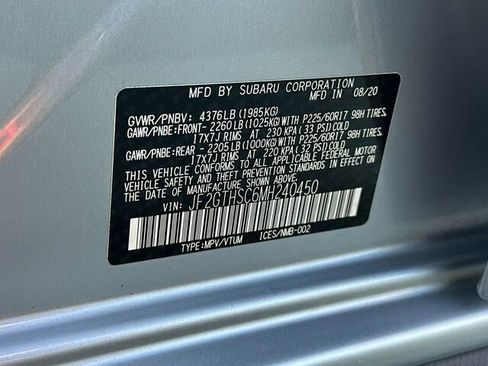 MFD BY SUBARU CORPORATION
MFD IN 08/20
GVWR/PNBV: 4376LB (1985KG)
GAWR/PNBE:FRONT- 2260LB (1025KG)WITH P225/60R17 98H TIRES,
17X7J RIMS AT 230 KPA (33 PSI)COLD
GAWR/PNBE:REAR - 2205LB (1000KG)WITH P225/60R17 98H TIRES,
17X7J RIMS AT 220 KPA (32 PSI)COLD
THIS VEHICLE CONFORMS TO ALL APPLICABLE FEDERAL MOTOR
VEHICLE SAFETY AND THEFT PREVENTION STANDARDS IN
EFFECT ON THE DATE OF MANUFACTURE SHOWN ABOVE.
JF2GTHSC6MH240450
TYPE:MPV/VTUM ICES/NMB-002